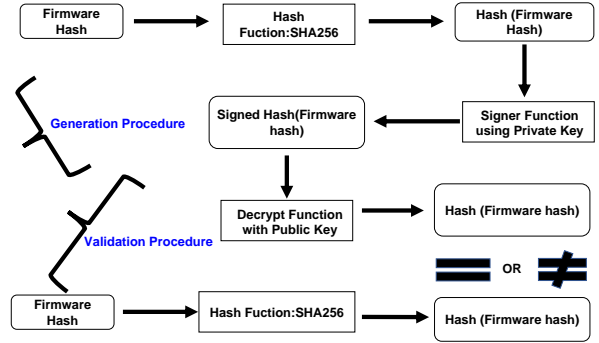 Firmware
Hash
Hash
Fuction:SHA256
Hash (Firmware
Hash)
Generation Procedure
Signed Hash(Firmware
hash)
Signer Function
using Private Key
Decrypt Function
with Public Key
Hash (Firmware hash)
Validation Procedure
OR
Firmware
Hash
Hash Fuction:SHA256
Hash (Firmware hash)